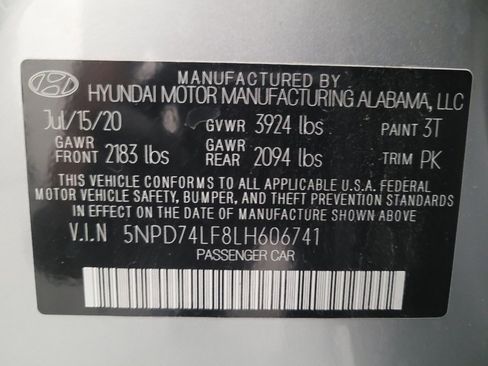 MANUFACTURED BY
HYUNDAI MOTOR MANUFACTURING ALABAMA, LLC
Jul/15/20 GVWR 3924 lbs PAINT 3T
GAWR FRONT 2183 lbs GAWR REAR 2094 lbs TRIM PK
THIS VEHICLE CONFORMS TO ALL APPLICABLE U.S.A. FEDERAL
MOTOR VEHICLE SAFETY, BUMPER, AND THEFT PREVENTION STANDARDS
IN EFFECT ON THE DATE OF MANUFACTURE SHOWN ABOVE
V.I.N 5NPD74LF8LH606741
PASSENGER CAR